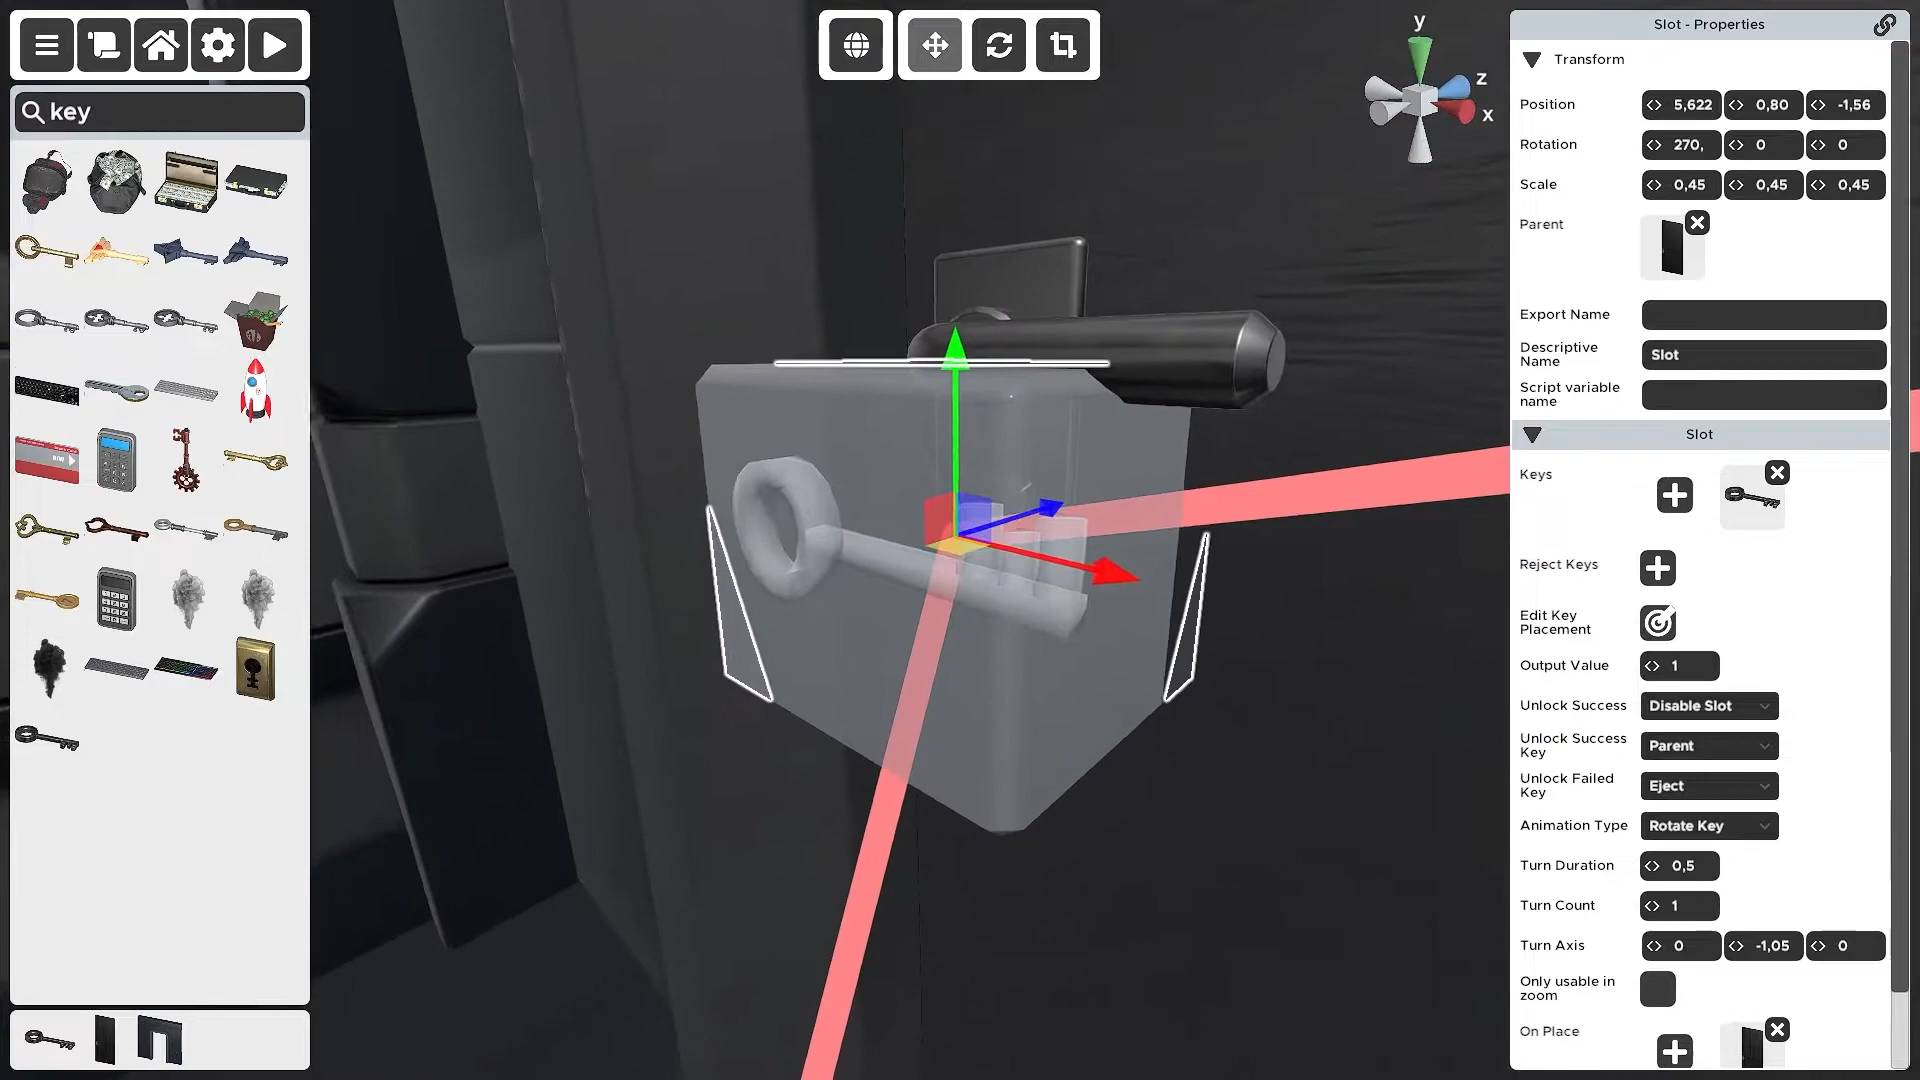 key
y
z
x
Slot - Properties
Transform
Position 5,622 0,80 -1,56
Rotation 270, 0 0
Scale 0,45 0,45 0,45
Parent
Export Name
Descriptive
Name
Slot
Script variable
name
Slot
Keys
Reject Keys
Edit Key
Placement
Output Value 1
Unlock Success Disable Slot
Unlock Success
Key
Parent
Unlock Failed
Key
Eject
Animation Type Rotate Key
Turn Duration 0,5
Turn Count 1
Turn Axis 0 -1,05 0
Only usable in
zoom
On Place